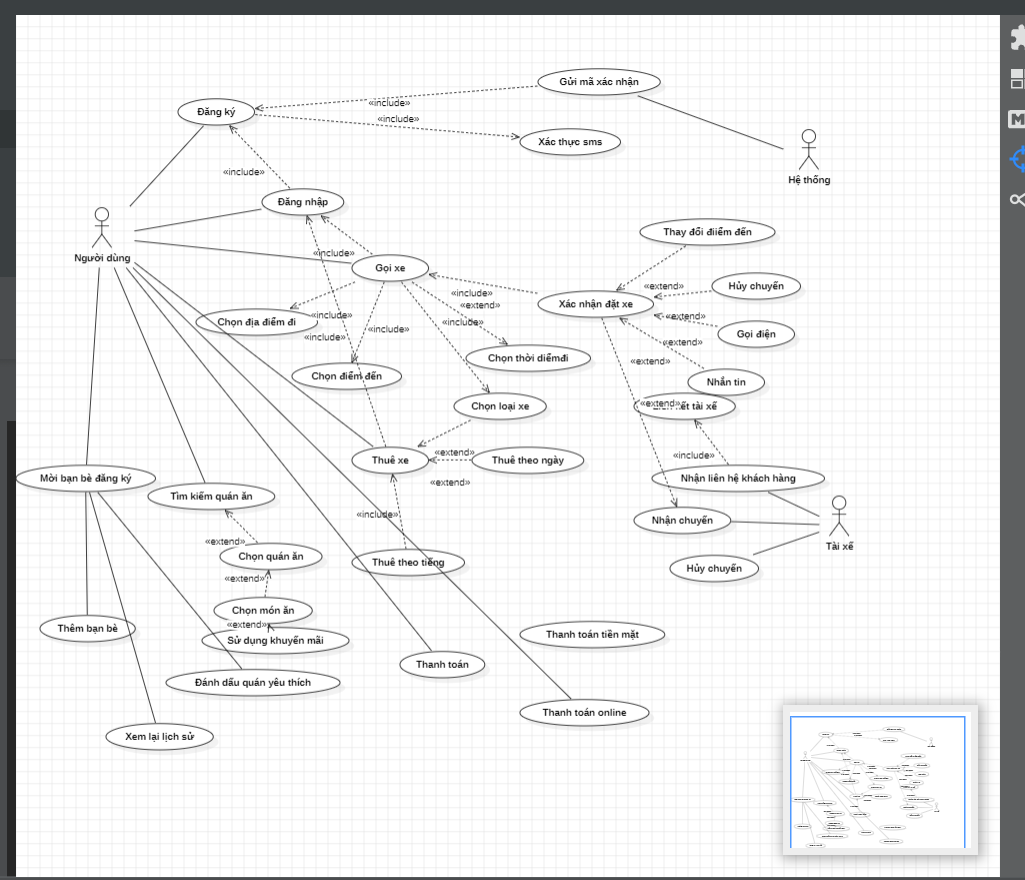 Gửi mã xác nhận
Đăng ký
«include»
«include»
Xác thực sms
Hệ thống
«include»
Đăng nhập
Thay đổi điiểm đến
Người dùng
«include»
Gọi xe
Hủy chuyến
«extend»
«include»
Xác nhận đặt xe
«extend»
Chọn địa điểm đi
«include»
«include»
«extend»
«include»
«include»
Gọi điện
«extend»
«extend»
Chọn thời điểmđi
Chọn điểm đến
Nhắn tin
Chọn loại xe
«extend»
ết tài xế
Thuê xe
«extend»
Thuê theo ngày
«include»
Mời bạn bè đăng ký
«extend»
Nhận liên hệ khách hàng
Tìm kiếm quán ăn
«include»
Nhận chuyến
Tài xế
«extend»
Chọn quán ăn
Thuê theo tiếng
Hủy chuyến
«extend»
Chọn món ăn
Thêm bạn bè
«extend»
Sử dụng khuyến mãi
Thanh toán tiền mặt
Thanh toán
Đánh dấu quán yêu thích
Thanh toán online
Xem lại lịch sử